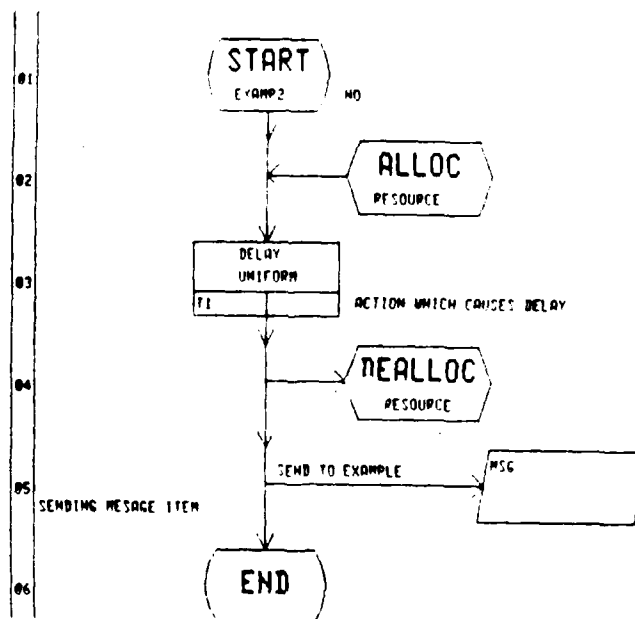 START
01
EXAMP2 NO
ALLOC
02
RESOURCE
DELAY
UNIFORM
03
T1 ACTION WHICH CAUSES DELAY
DEALLOC
04
RESOURCE
MSG
SEND TO EXAMPLE
05
SENDING MESAGE ITEM
END
06